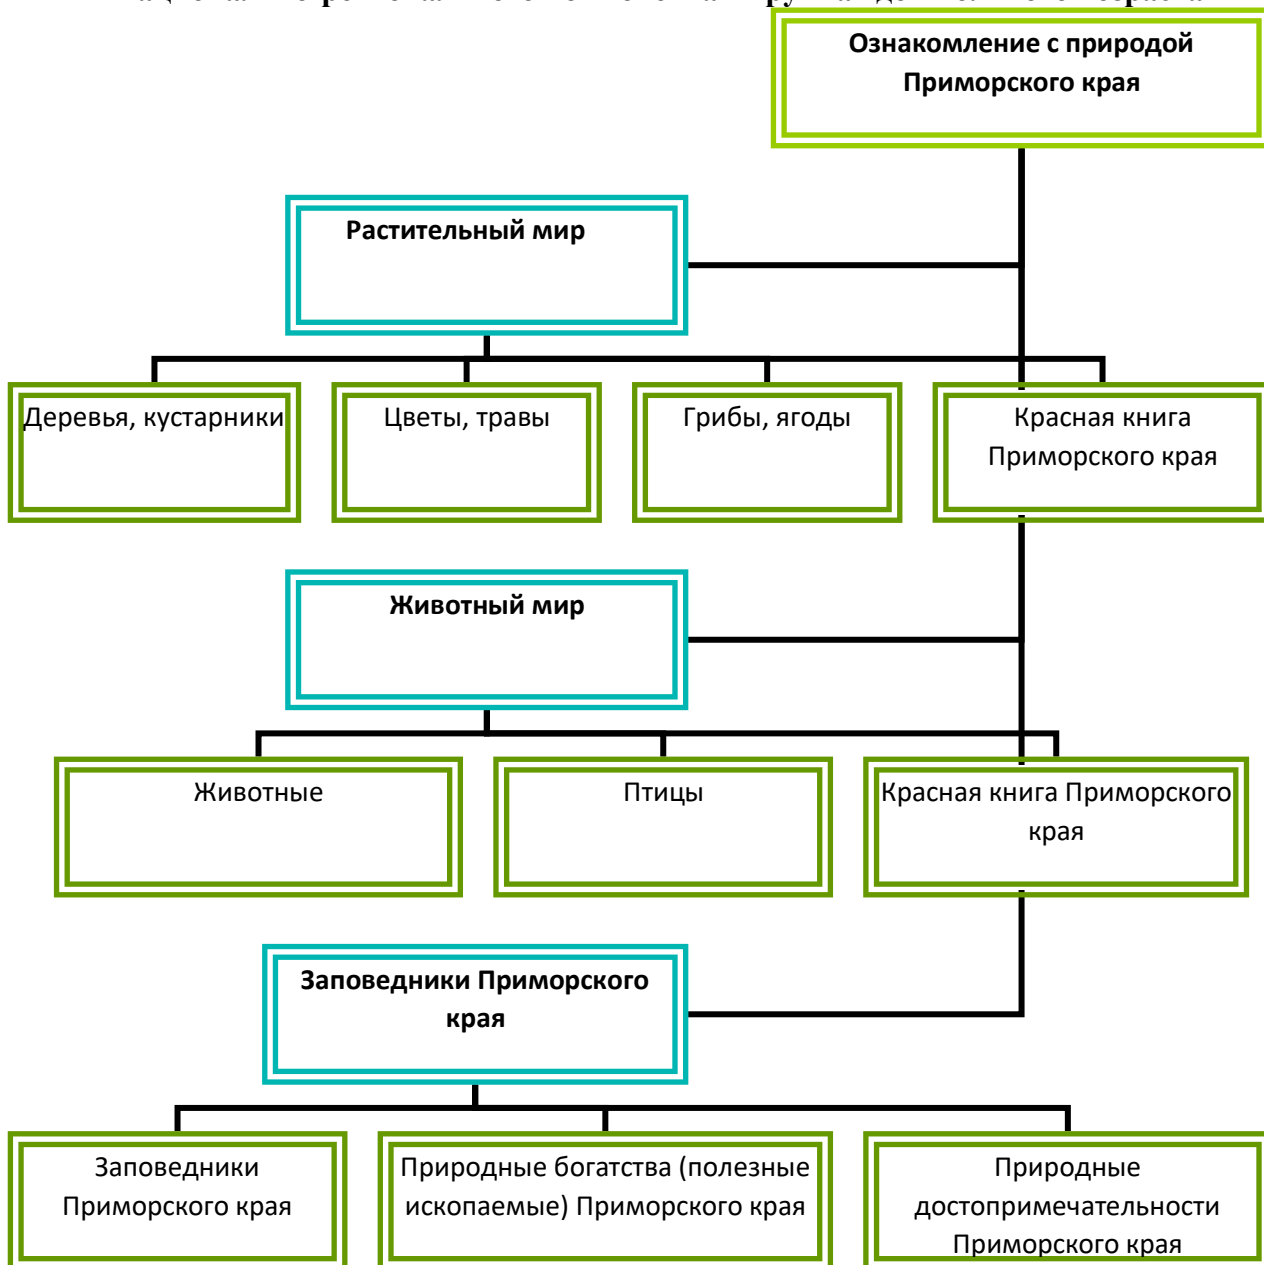 Ознакомление с природой
Приморского края
Растительный мир
Деревья, кустарники
Цветы, травы
Грибы, ягоды
Красная книга
Приморского края
Животный мир
Животные
Птицы
Красная книга Приморского
края
Заповедники Приморского
края
Заповедники
Приморского края
Природные богатства (полезные
ископаемые) Приморского края
Природные
достопримечательности
Приморского края